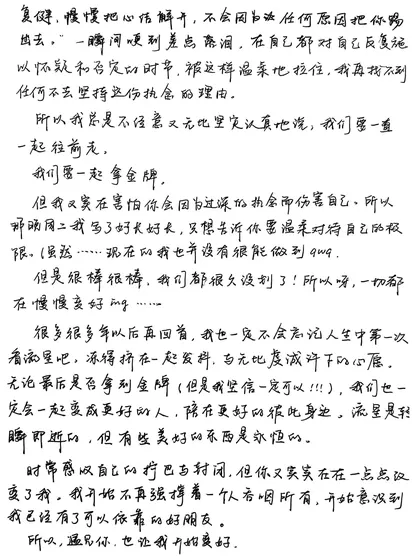 复健，慢慢把心结解开，不会因为任何原因把你踢
出去。”一瞬间哽到差点落泪，在自己都对自己反复施
以怀疑和否定的时节，被这样温柔地拉住，我再找不到
任何不去坚持这份执念的理由。
所以我总是不经意又无比坚定认真地说，我们要一直
一起往前走。
我们要一起拿金牌。
但我又实在害怕你会因为过深的执念而伤害自己。所以
那晚周二我写了好长好长，只想告诉你要温柔对待自己的极
限。（虽然……现在的我也并没有很能做到qwq.
但是很棒很棒，我们都很久没划了！所以呀，一切都
在慢慢变好ing……
很多很多年以后再回首，我也一定不会忘记人生中第一次
看流星吧，冻得挤在一起发抖，与无比虔诚许下的心愿。
无论最后是否拿到金牌（但是我坚信一定可以！！！），我们也一
定会一起变成更好的人，陪在更好的彼此身边。流星是转
瞬即逝的，但有些美好的东西是永恒的。
时常感叹自己的拧巴与封闭，但你又实实在在一点点改
变了我。我开始不再强撑着一个人吞咽所有，开始意识到
我已经有了可以依靠的好朋友。
所以，遇见你，也让我开始变好.